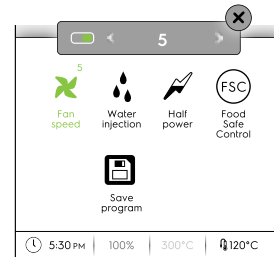 5
5
FSC
Fan
speed
Water
injection
Half
power
Food
Safe
Control
Save
program
5:30 PM 100% 300°C 120°C